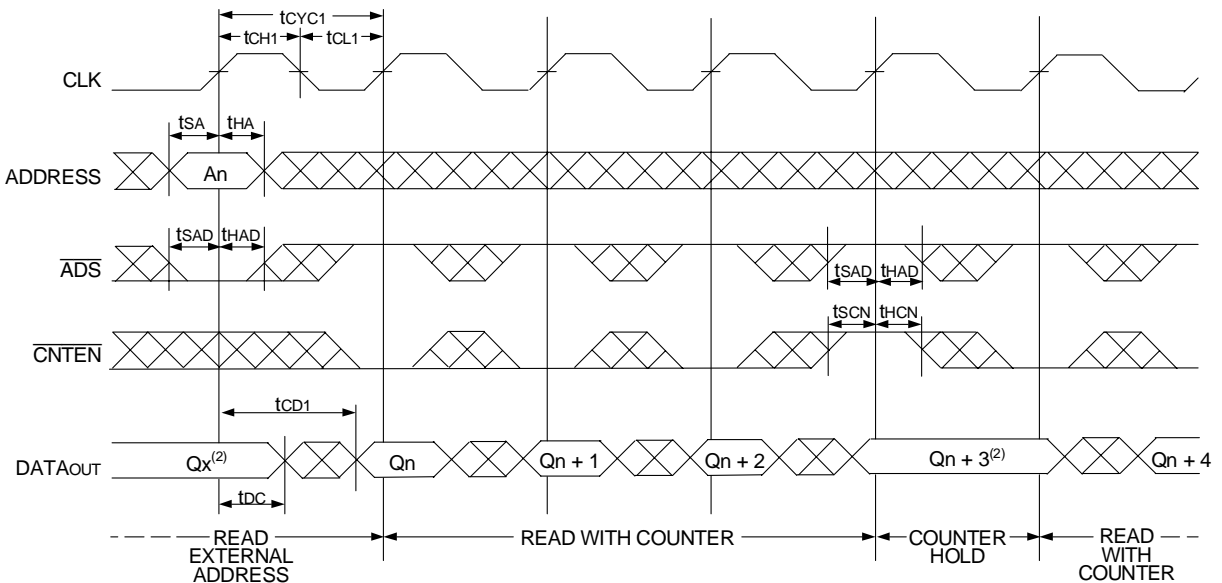 tCYC1
tCH1 tCL1
CLK
tSA tHA
ADDRESS An
tSAD tHAD
ADS
tSAD tHAD
tSCN tHCN
CNTEN
tCD1
DATAOUT Qx(2) Qn Qn + 1 Qn + 2 Qn + 3(2) Qn + 4
tDC
READ EXTERNAL ADDRESS
READ WITH COUNTER
COUNTER HOLD
READ WITH COUNTER